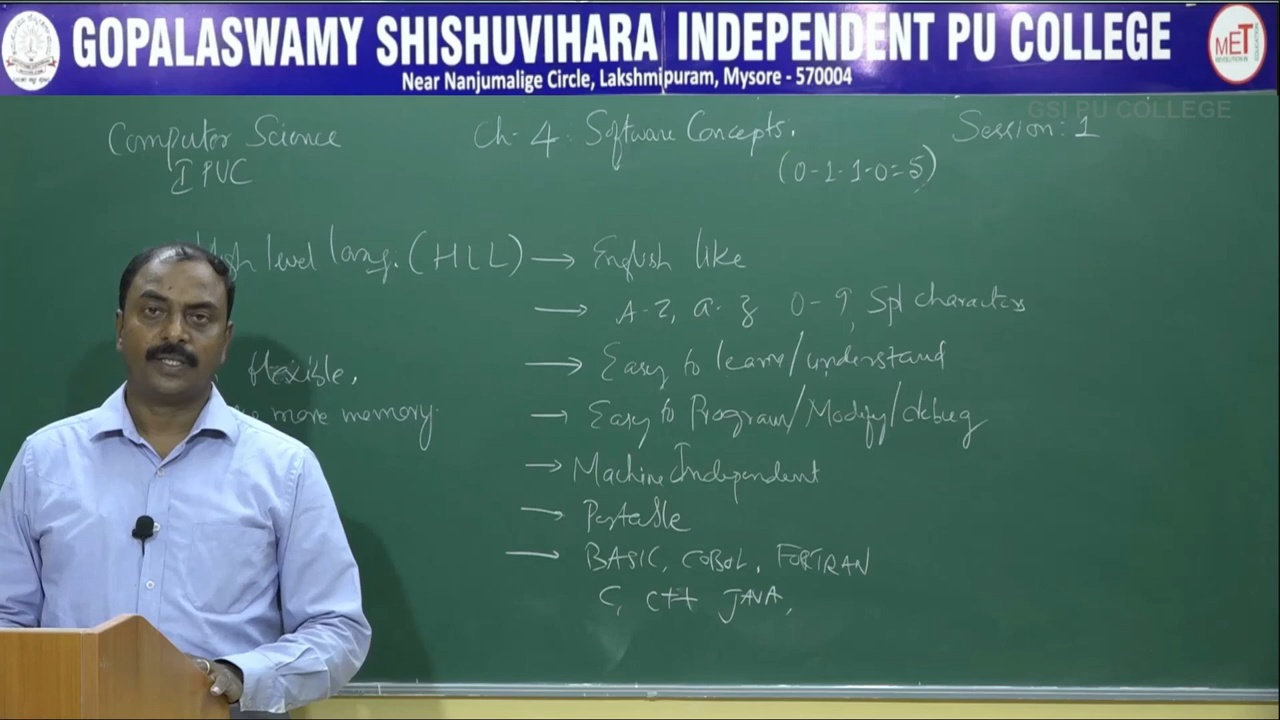 GOPALASWAMY SHISHUVIHARA INDEPENDENT PU COLLEGE
Near Nanjumalige Circle, Lakshmipuram, Mysore - 570004
MET
GSI PU COLLEGE
Computer Science
I PUC
Ch-4: Software Concepts.
(0-1-1-0=5)
Session: 1
level lang. (HLL) → English like
→ A-Z, a-z 0-9, Spl characters
→ Easy to learn/understand
flexible,
→ Easy to Program/Modify/debug
more memory.
→ Machine Independent
→ Portable
→ BASIC, COBOL, FORTRAN
C, C++ JAVA,